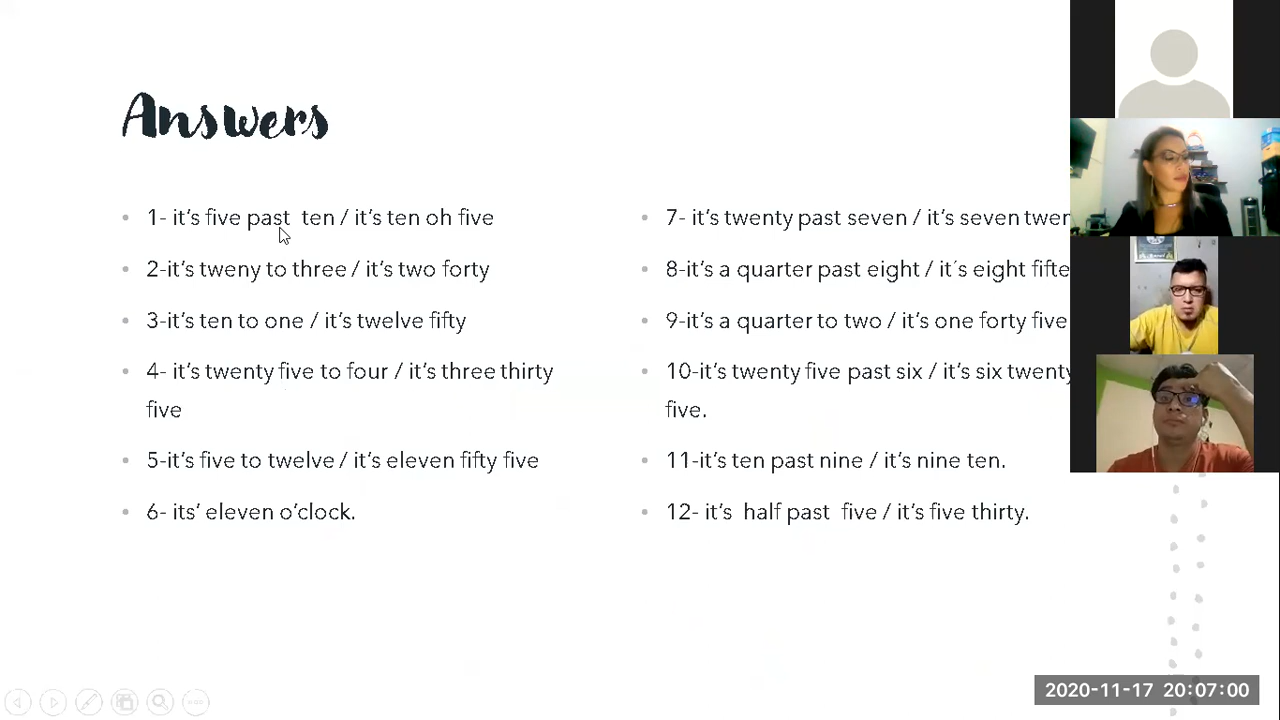 Answers
1- it's five past ten / it's ten oh five
2-it's tweny to three / it's two forty
3-it's ten to one / it's twelve fifty
4- it's twenty five to four / it's three thirty
five
5-it's five to twelve / it's eleven fifty five
6- its' eleven o'clock.
7- it's twenty past seven / it's seven
8-it's a quarter past eight / it´s eight
9-it's a quarter to two / it's one forty five
10-it's twenty five past six / it's six twenty
five.
11-it's ten past nine / it's nine ten.
12- it's half past five / it's five thirty.
2020-11-17 20:07:00